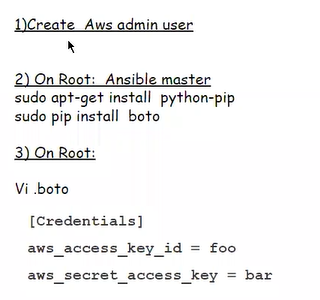 1)Create Aws admin user
2) On Root: Ansible master
sudo apt-get install python-pip
sudo pip install boto
3) On Root:
Vi .boto
[Credentials]
aws_access_key_id = foo
aws_secret_access_key = bar